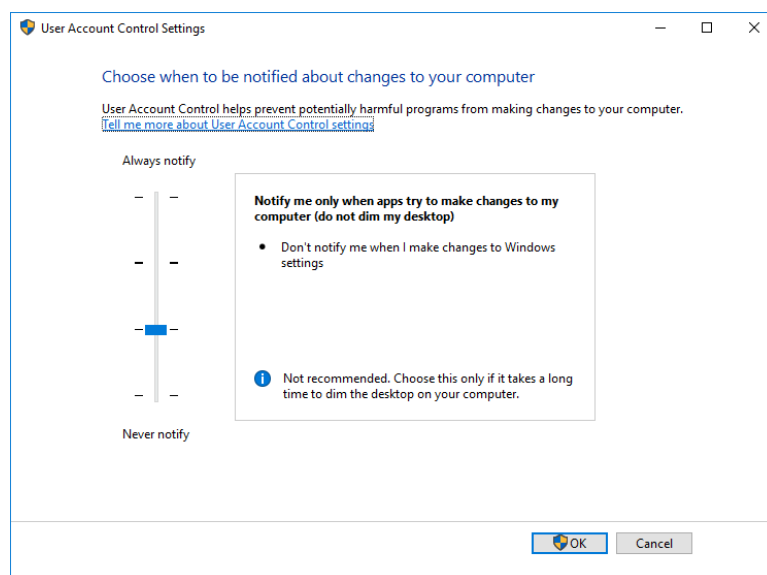 User Account Control Settings
Choose when to be notified about changes to your computer
User Account Control helps prevent potentially harmful programs from making changes to your computer.
Tell me more about User Account Control settings
Always notify
Notify me only when apps try to make changes to my
computer (do not dim my desktop)
• Don't notify me when I make changes to Windows
settings
Not recommended. Choose this only if it takes a long
time to dim the desktop on your computer.
Never notify
OK
Cancel